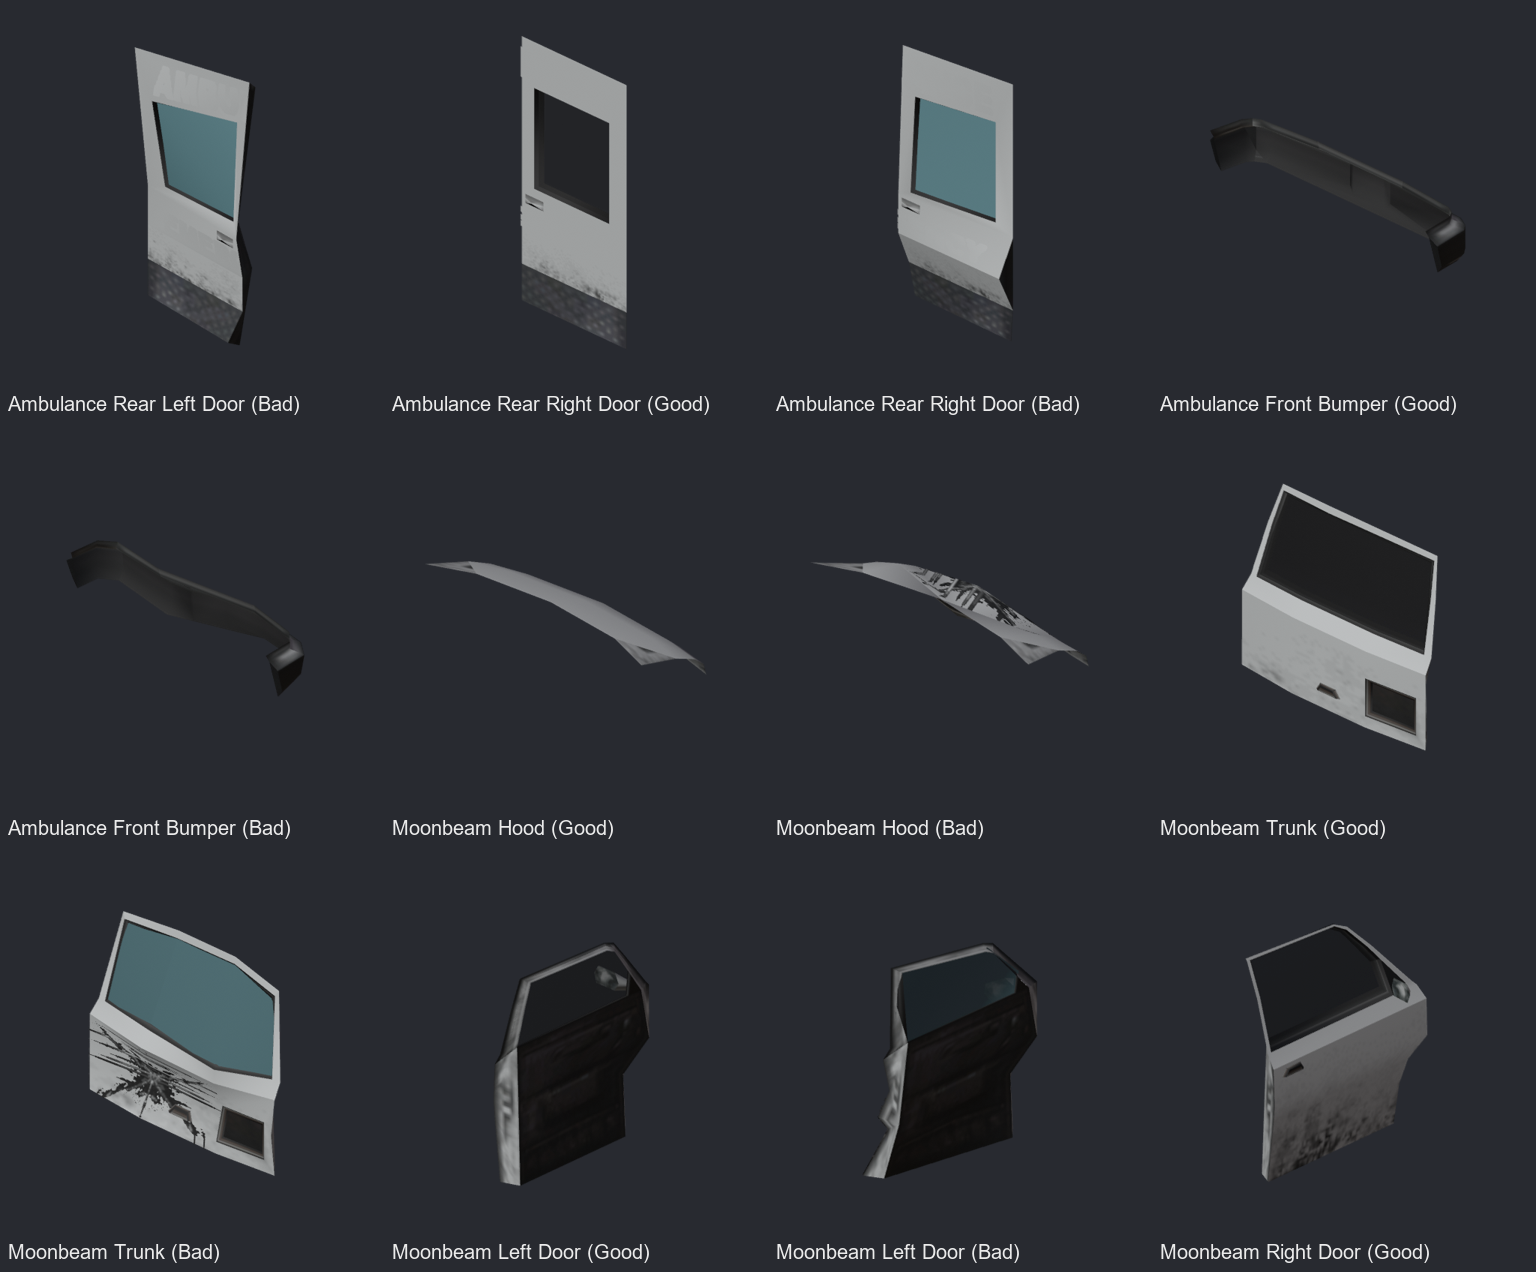 Ambulance Rear Left Door (Bad)
Ambulance Rear Right Door (Good)
Ambulance Rear Right Door (Bad)
Ambulance Front Bumper (Good)
Ambulance Front Bumper (Bad)
Moonbeam Hood (Good)
Moonbeam Hood (Bad)
Moonbeam Trunk (Good)
Moonbeam Trunk (Bad)
Moonbeam Left Door (Good)
Moonbeam Left Door (Bad)
Moonbeam Right Door (Good)